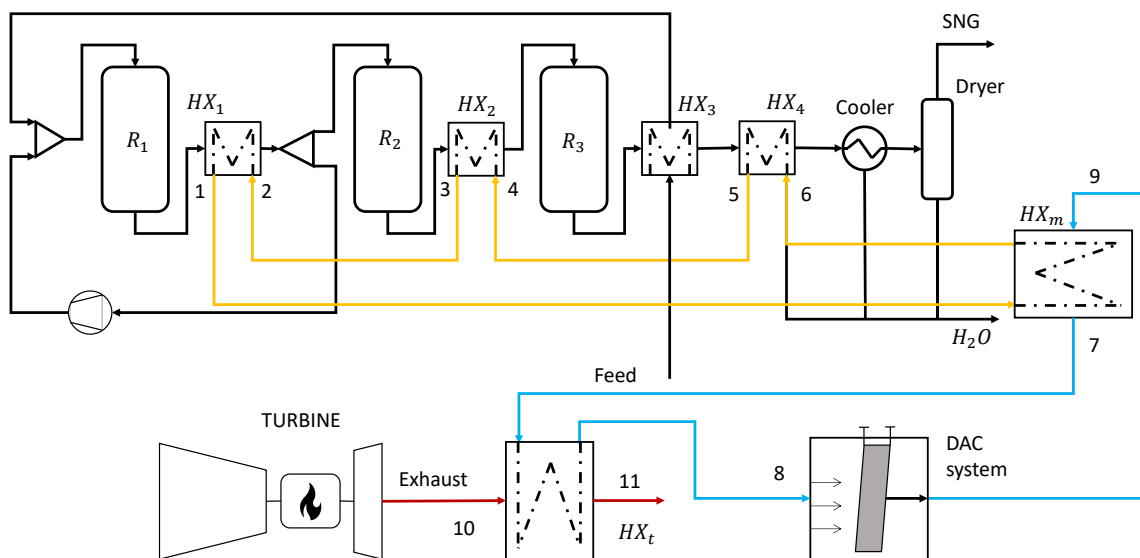 SNG
Dryer
HX₁
HX₂
HX₃
HX₄
Cooler
R₁
R₂
R₃
1
2
3
4
5
6
9
HXₘ
H₂O
7
Feed
TURBINE
Exhaust
10
11
HXₜ
8
DAC
system